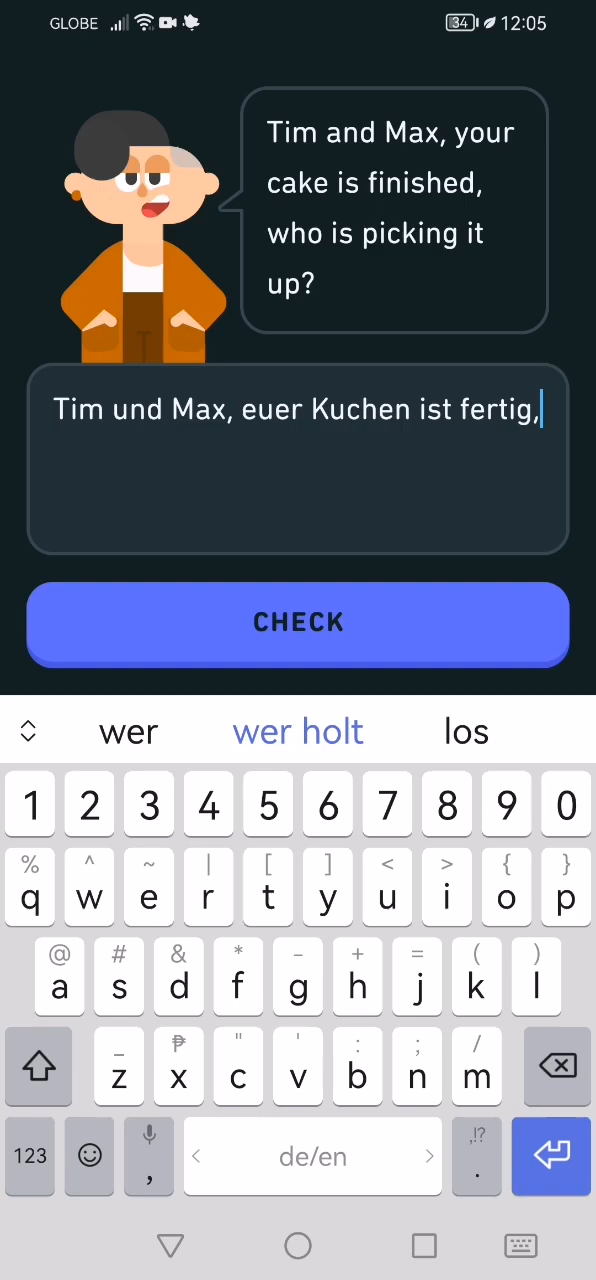 GLOBE 34 12:05
Tim and Max, your
cake is finished,
who is picking it
up?
Tim und Max, euer Kuchen ist fertig,
CHECK
wer wer holt los
1 2 3 4 5 6 7 8 9 0
% ^ ~ | [ ] < > { }
q w e r t y u i o p
@ # & * - + = ( )
a s d f g h j k l
_ ₱ " ' : ; /
z x c v b n m
123 , < de/en > ,!? .